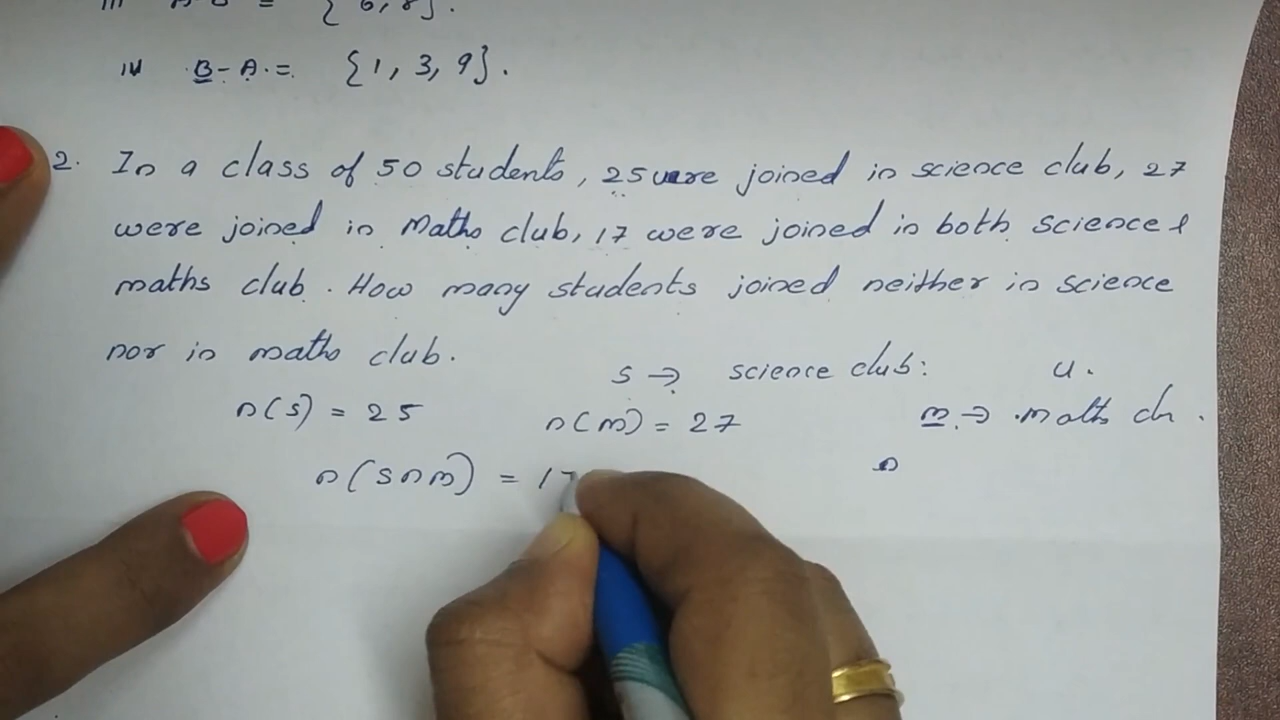 B - A = {1, 3, 9}.
2. In a class of 50 students, 25 were joined in science club, 27
were joined in Maths club, 17 were joined in both science &
maths club. How many students joined neither in science
nor in maths club.
S → science club: U.
n(S) = 25 n(M) = 27 M → maths ch.
n(S∩M) = 17 n